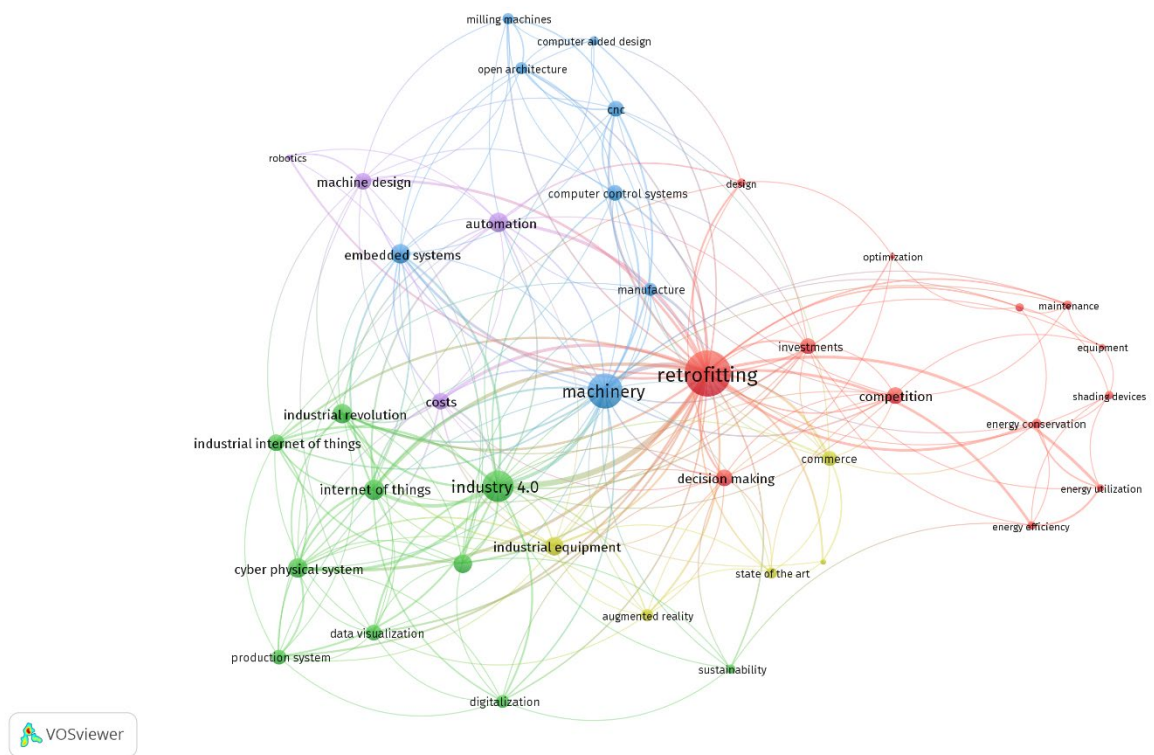 milling machines
computer aided design
open architecture
cnc
robotics
machine design
design
computer control systems
automation
embedded systems
optimization
manufacture
maintenance
investments
equipment
retrofitting
machinery
competition
shading devices
costs
industrial revolution
energy conservation
industrial internet of things
commerce
decision making
internet of things
industry 4.0
energy utilization
energy efficiency
industrial equipment
cyber physical system
state of the art
augmented reality
data visualization
production system
sustainability
digitalization
VOSviewer